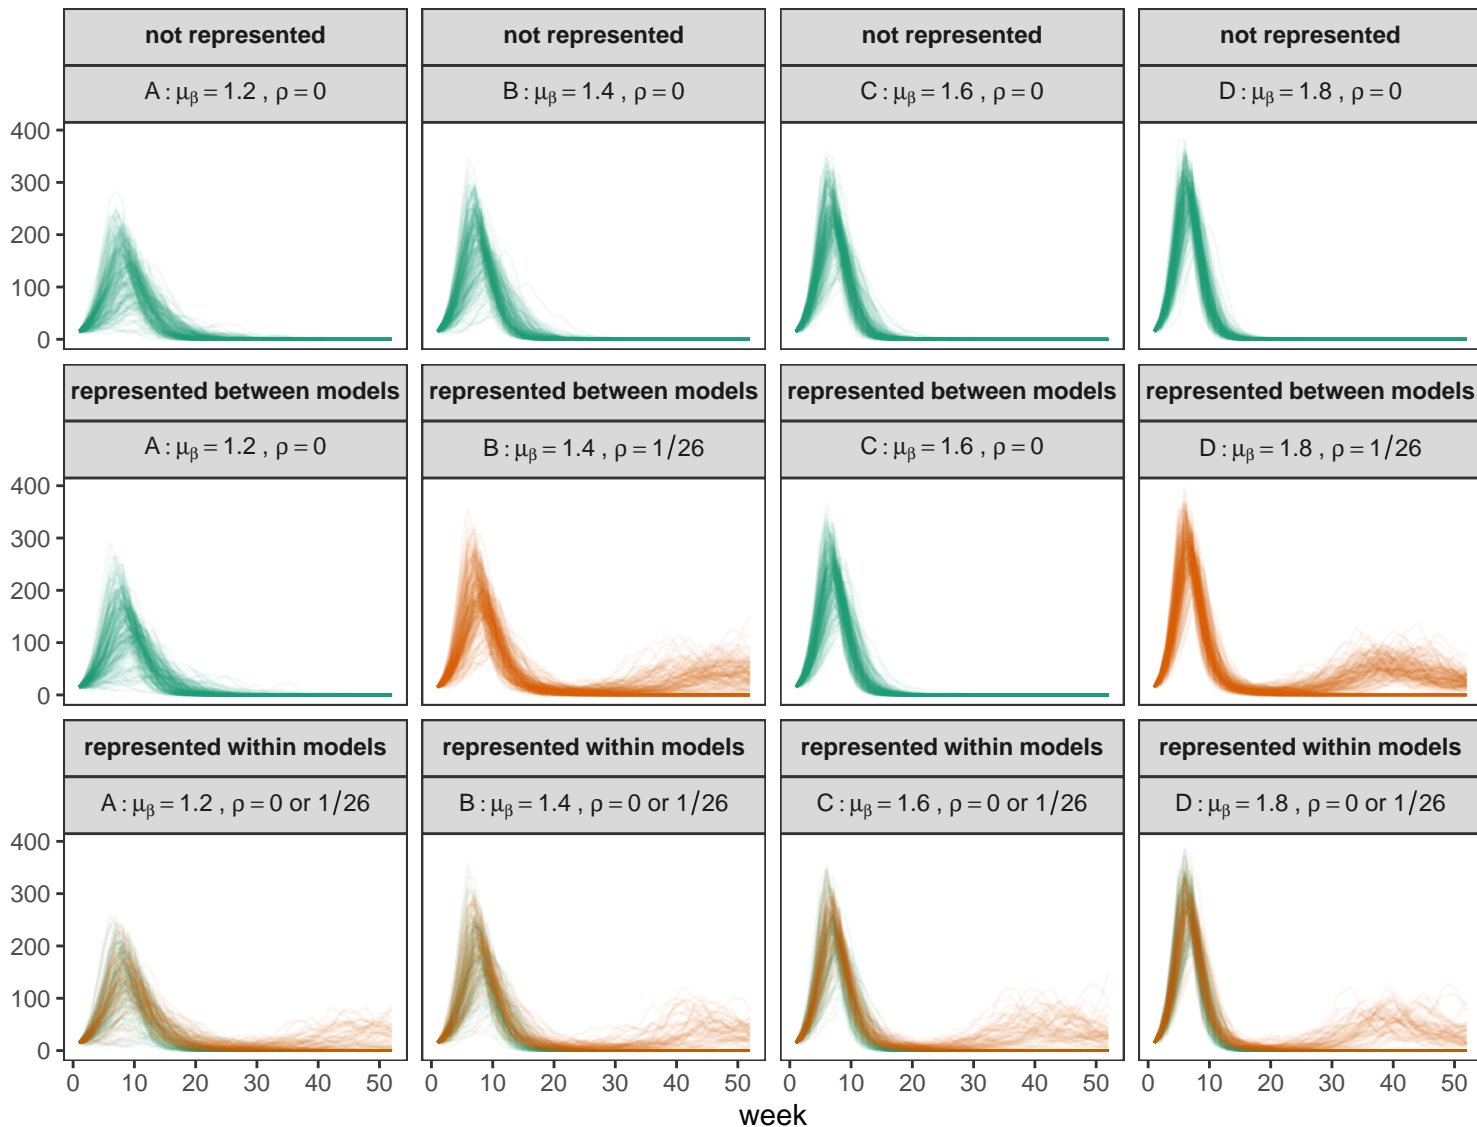 not represented not represented not represented not represented
A : μβ = 1.2 , ρ = 0 B : μβ = 1.4 , ρ = 0 C : μβ = 1.6 , ρ = 0 D : μβ = 1.8 , ρ = 0
400
300
200
100
0
represented between models represented between models represented between models represented between models
A : μβ = 1.2 , ρ = 0 B : μβ = 1.4 , ρ = 1/26 C : μβ = 1.6 , ρ = 0 D : μβ = 1.8 , ρ = 1/26
400
300
200
100
0
represented within models represented within models represented within models represented within models
A : μβ = 1.2 , ρ = 0 or 1/26 B : μβ = 1.4 , ρ = 0 or 1/26 C : μβ = 1.6 , ρ = 0 or 1/26 D : μβ = 1.8 , ρ = 0 or 1/26
400
300
200
100
0
0 10 20 30 40 50 0 10 20 30 40 50 0 10 20 30 40 50 0 10 20 30 40 50
week